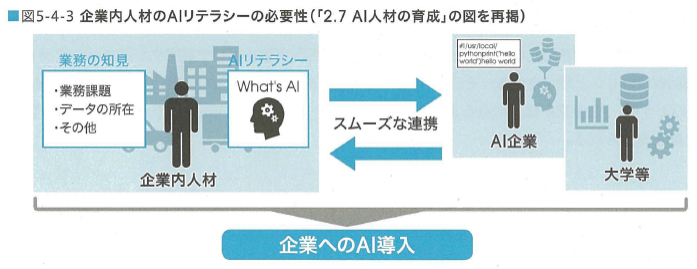 ■図5-4-3 企業内人材のAIリテラシーの必要性(「2.7 AI人材の育成」の図を再掲)
業務の知見
・業務課題
・データの所在
・その他
AIリテラシー
What's AI
企業内人材
スムーズな連携
#!/usr/local/
pythonprint("hello
world")hello world
AI企業
大学等
企業へのAI導入